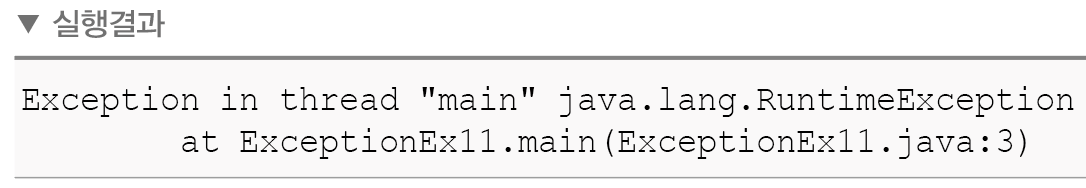 ▼ 실행결과
Exception in thread "main" java.lang.RuntimeException
        at ExceptionEx11.main(ExceptionEx11.java:3)